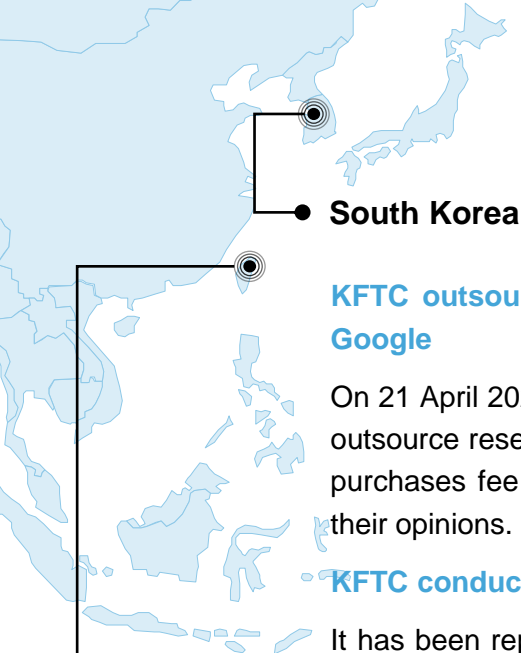 South Korea
KFTC outsou
Google
On 21 April 20
outsource rese
purchases fee
their opinions.
KFTC conduc
It has been rep